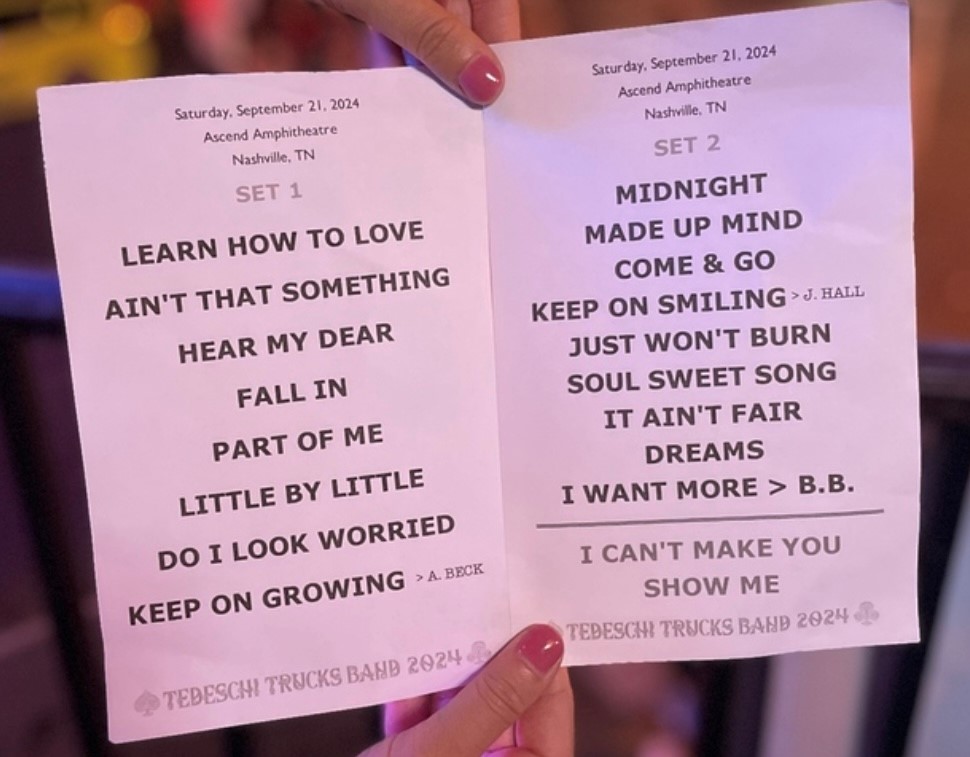 Saturday, September 21, 2024
Ascend Amphitheatre
Nashville, TN
SET 1
LEARN HOW TO LOVE
AIN'T THAT SOMETHING
HEAR MY DEAR
FALL IN
PART OF ME
LITTLE BY LITTLE
DO I LOOK WORRIED
KEEP ON GROWING > A. BECK
TEDESCHI TRUCKS BAND 2024
Saturday, September 21, 2024
Ascend Amphitheatre
Nashville, TN
SET 2
MIDNIGHT
MADE UP MIND
COME & GO
KEEP ON SMILING > J. HALL
JUST WON'T BURN
SOUL SWEET SONG
IT AIN'T FAIR
DREAMS
I WANT MORE > B.B.
I CAN'T MAKE YOU
SHOW ME
TEDESCHI TRUCKS BAND 2024